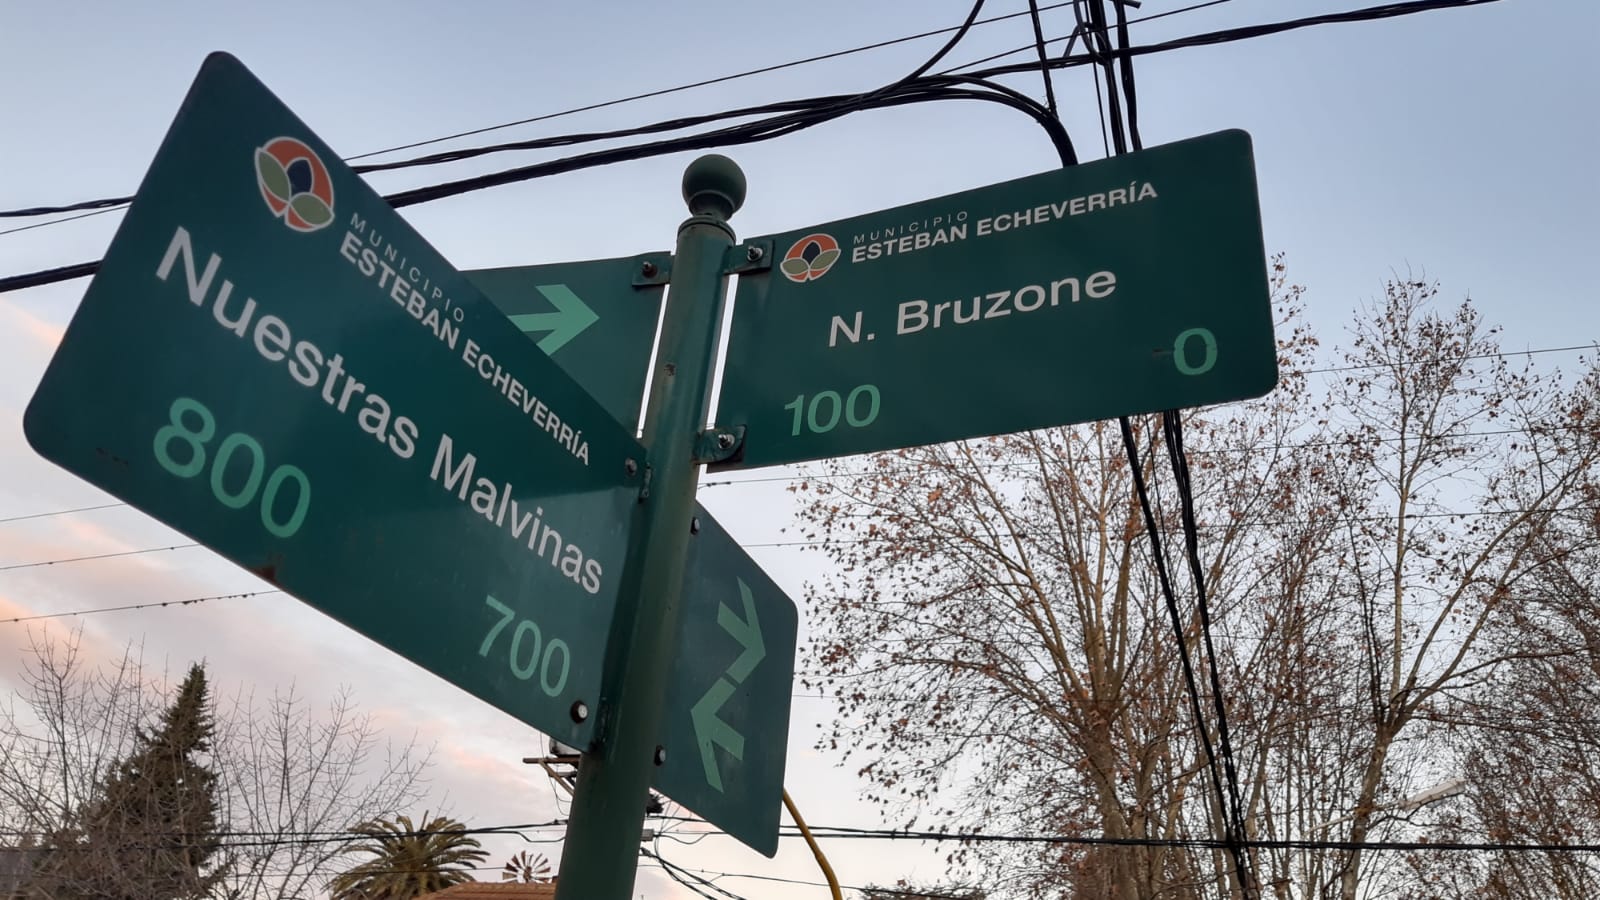 MUNICIPIO
ESTEBAN ECHEVERRÍA
Nuestras Malvinas
800
700
MUNICIPIO
ESTEBAN ECHEVERRÍA
N. Bruzone
100
0